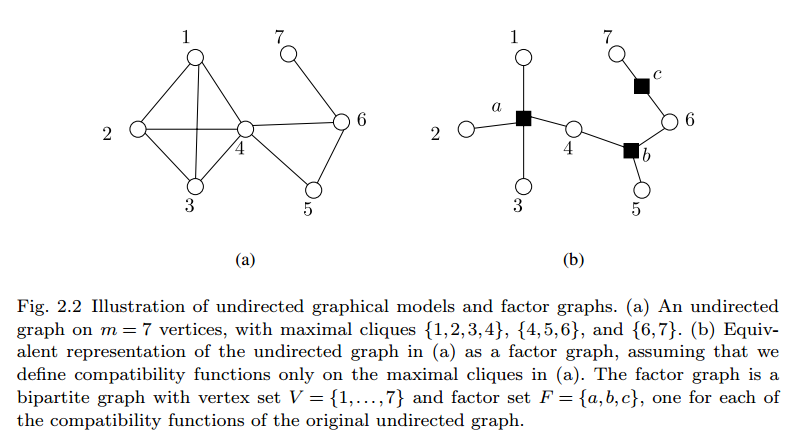 1 7
2 4 6
3 5
(a)
1 7
a c
2 4 6
b
3 5
(b)
Fig. 2.2 Illustration of undirected graphical models and factor graphs. (a) An undirected
graph on m = 7 vertices, with maximal cliques {1,2,3,4}, {4,5,6}, and {6,7}. (b) Equiv-
alent representation of the undirected graph in (a) as a factor graph, assuming that we
define compatibility functions only on the maximal cliques in (a). The factor graph is a
bipartite graph with vertex set V = {1,...,7} and factor set F = {a,b,c}, one for each of
the compatibility functions of the original undirected graph.